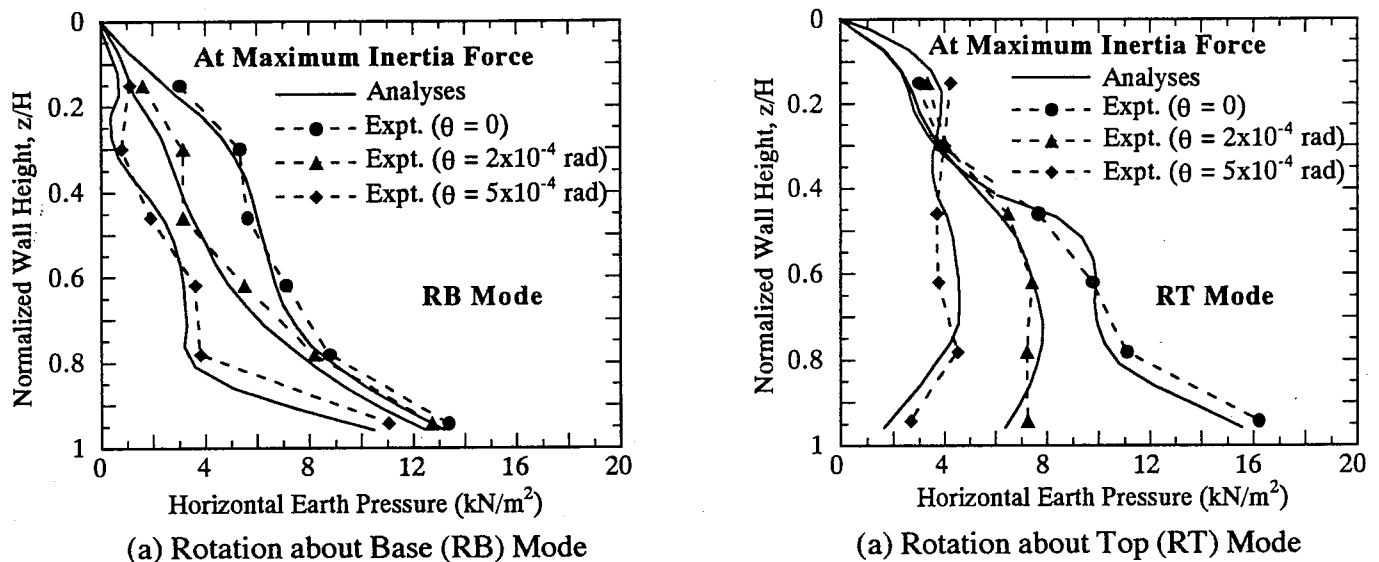 At Maximum Inertia Force
Analyses
Expt. (θ = 0)
Expt. (θ = 2x10⁻⁴ rad)
Expt. (θ = 5x10⁻⁴ rad)
RB Mode
Normalized Wall Height, z/H
0
0.2
0.4
0.6
0.8
1
0 4 8 12 16 20
Horizontal Earth Pressure (kN/m²)
(a) Rotation about Base (RB) Mode
At Maximum Inertia Force
Analyses
Expt. (θ = 0)
Expt. (θ = 2x10⁻⁴ rad)
Expt. (θ = 5x10⁻⁴ rad)
RT Mode
Normalized Wall Height, z/H
0
0.2
0.4
0.6
0.8
1
0 4 8 12 16 20
Horizontal Earth Pressure (kN/m²)
(a) Rotation about Top (RT) Mode